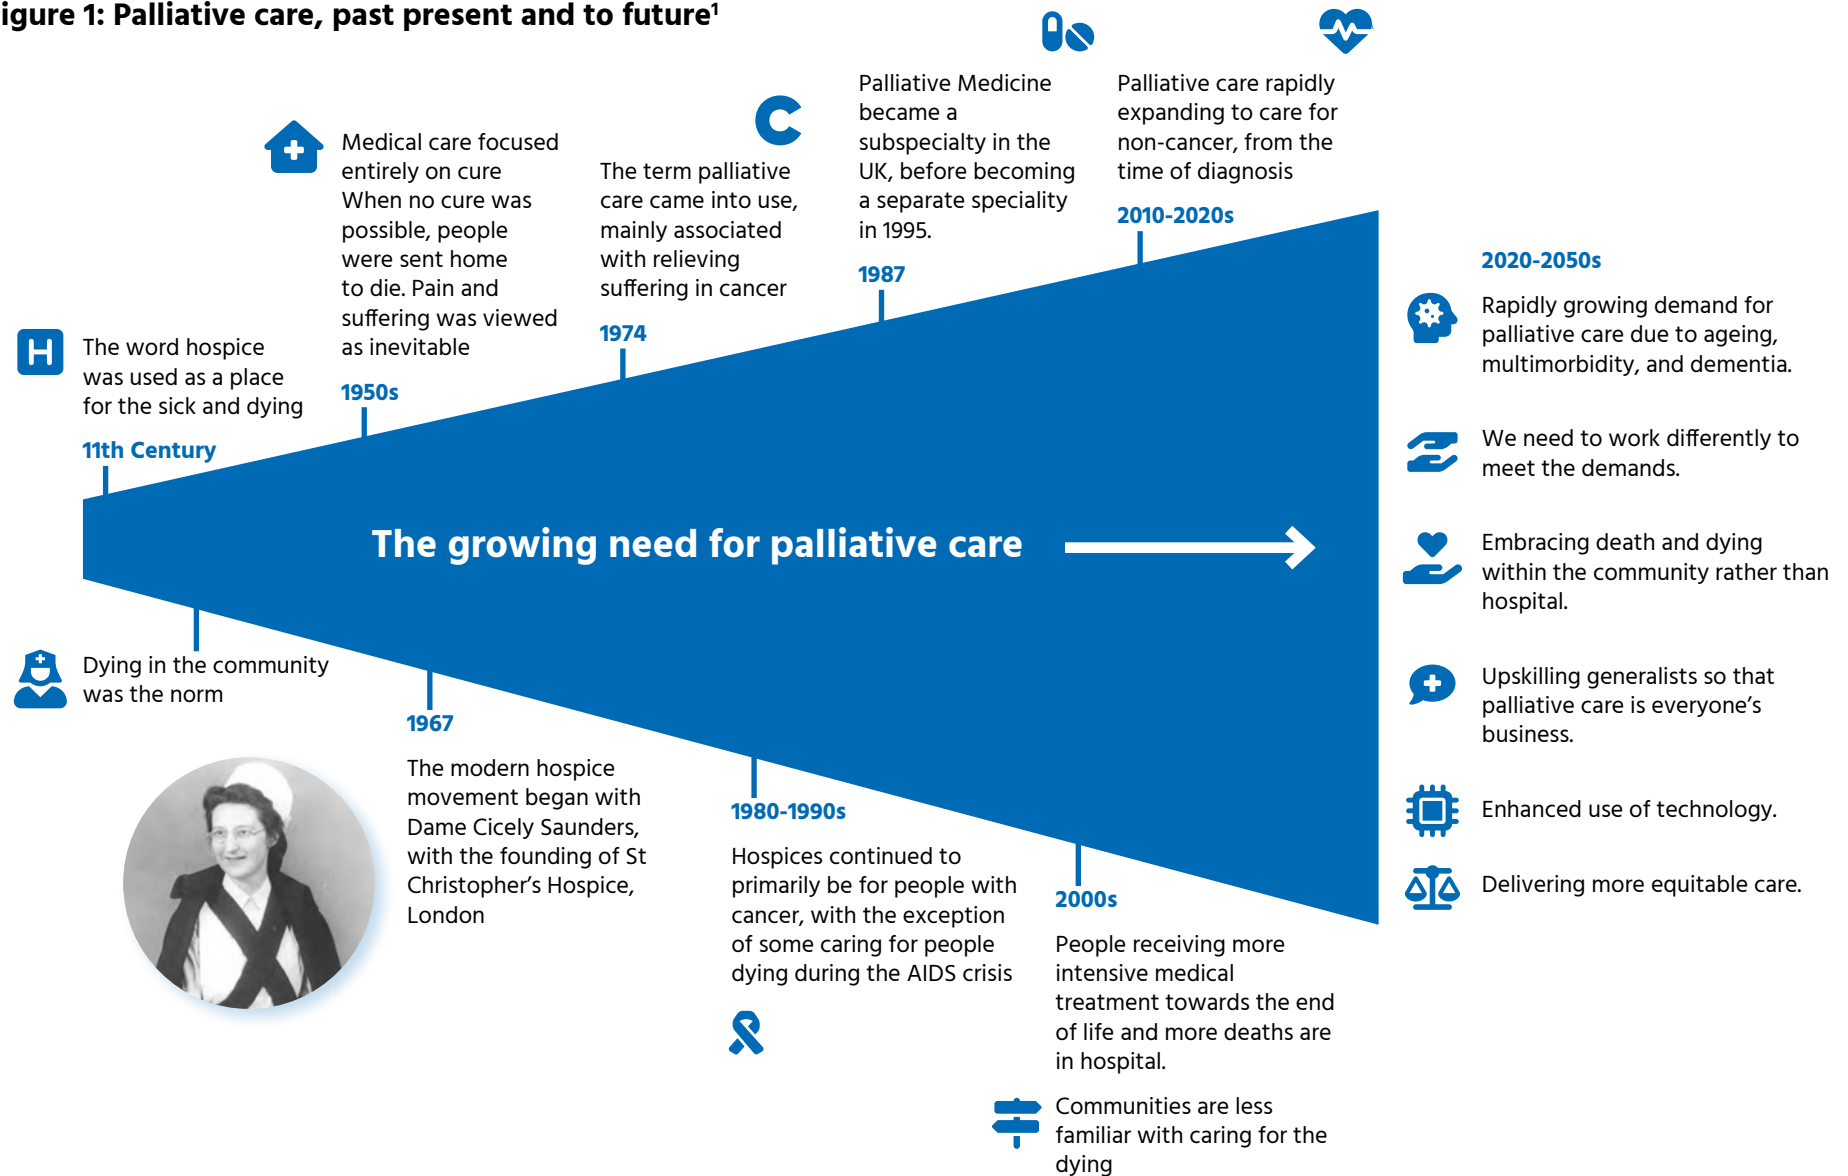 igure 1: Palliative care, past present and to future¹
The word hospice
was used as a place
for the sick and dying
11th Century
Medical care focused
entirely on cure
When no cure was
possible, people
were sent home
to die. Pain and
suffering was viewed
as inevitable
1950s
The term palliative
care came into use,
mainly associated
with relieving
suffering in cancer
1974
Palliative Medicine
became a
subspecialty in the
UK, before becoming
a separate speciality
in 1995.
1987
Palliative care rapidly
expanding to care for
non-cancer, from the
time of diagnosis
2010-2020s
The growing need for palliative care
Dying in the community
was the norm
1967
The modern hospice
movement began with
Dame Cicely Saunders,
with the founding of St
Christopher’s Hospice,
London
1980-1990s
Hospices continued to
primarily be for people with
cancer, with the exception
of some caring for people
dying during the AIDS crisis
2000s
People receiving more
intensive medical
treatment towards the end
of life and more deaths are
in hospital.
Communities are less
familiar with caring for the
dying
2020-2050s
Rapidly growing demand for
palliative care due to ageing,
multimorbidity, and dementia.
We need to work differently to
meet the demands.
Embracing death and dying
within the community rather than
hospital.
Upskilling generalists so that
palliative care is everyone’s
business.
Enhanced use of technology.
Delivering more equitable care.